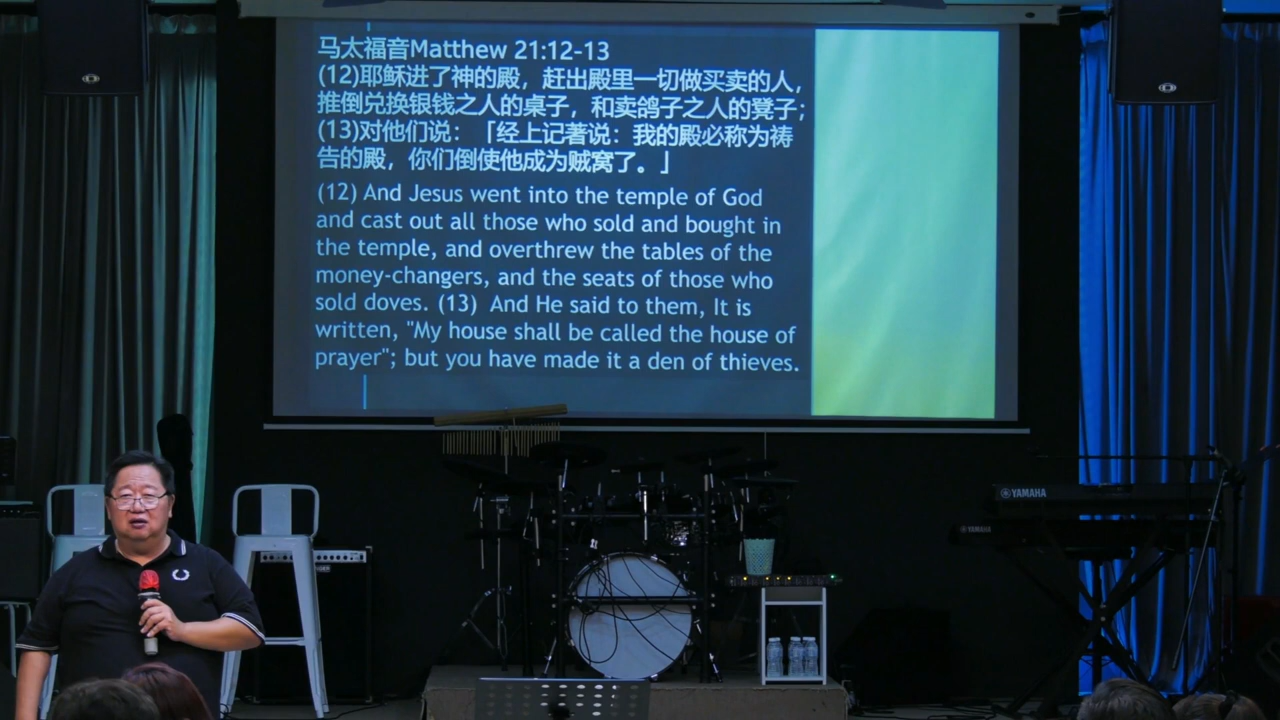 马太福音Matthew 21:12-13
(12)耶稣进了神的殿，赶出殿里一切做买卖的人，
推倒兑换银钱之人的桌子，和卖鸽子之人的凳子；
(13)对他们说：「经上记著说：我的殿必称为祷
告的殿，你们倒使他成为贼窝了。」
(12) And Jesus went into the temple of God
and cast out all those who sold and bought in
the temple, and overthrew the tables of the
money-changers, and the seats of those who
sold doves. (13) And He said to them, It is
written, "My house shall be called the house of
prayer"; but you have made it a den of thieves.
YAMAHA
YAMAHA